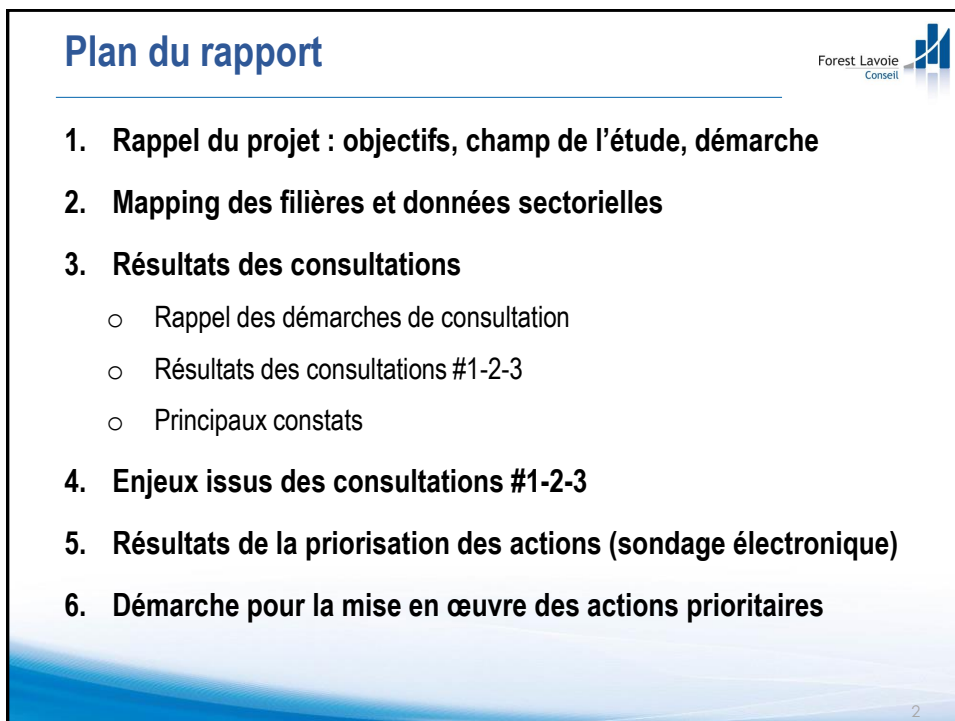 Plan du rapport
Forest Lavoie
Conseil
1. Rappel du projet : objectifs, champ de l’étude, démarche
2. Mapping des filières et données sectorielles
3. Résultats des consultations
o Rappel des démarches de consultation
o Résultats des consultations #1-2-3
o Principaux constats
4. Enjeux issus des consultations #1-2-3
5. Résultats de la priorisation des actions (sondage électronique)
6. Démarche pour la mise en œuvre des actions prioritaires
2